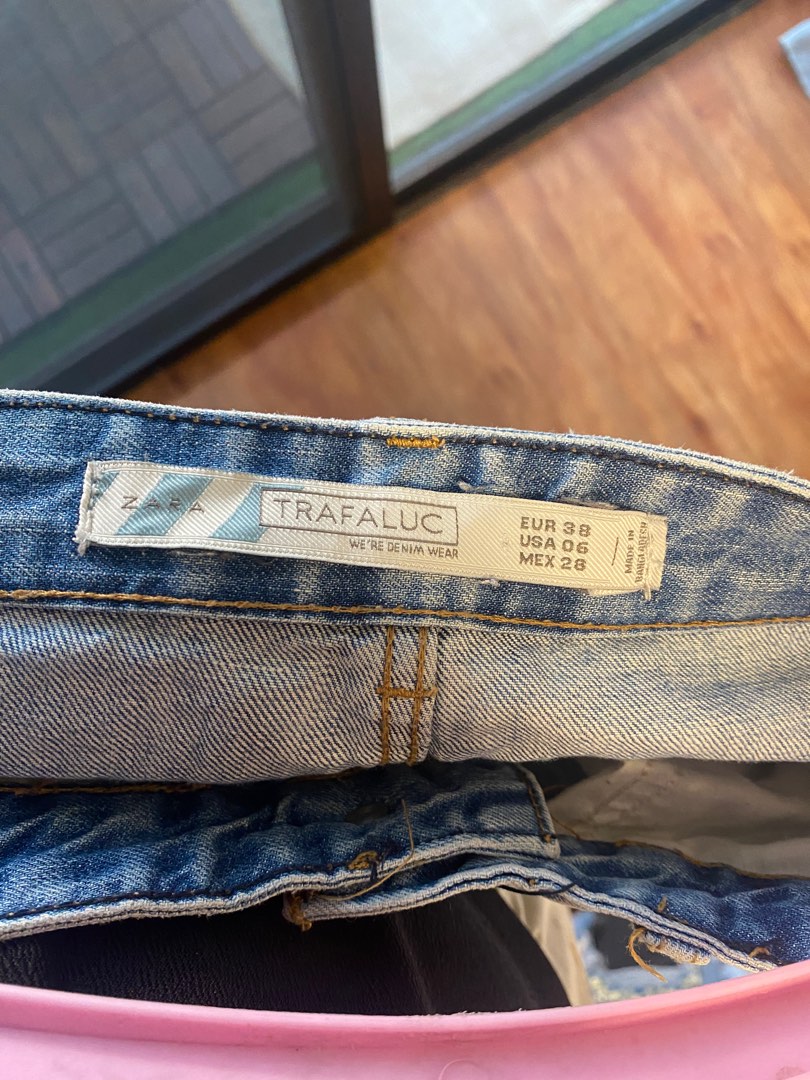 ZARA
TRAFALUC
WE'RE DENIM WEAR
EUR 38
USA 06
MEX 28
MADE IN
BANGLADESH